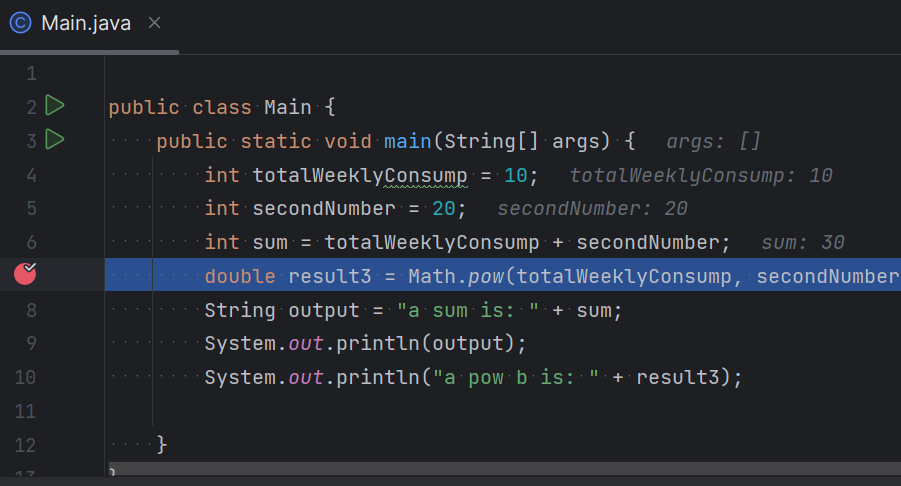 Main.java
1
2 public class Main {
3 public static void main(String[] args) { args: []
4 int totalWeeklyConsump = 10; totalWeeklyConsump: 10
5 int secondNumber = 20; secondNumber: 20
6 int sum = totalWeeklyConsump + secondNumber; sum: 30
double result3 = Math.pow(totalWeeklyConsump, secondNumber
8 String output = "a sum is: " + sum;
9 System.out.println(output);
10 System.out.println("a pow b is: " + result3);
11
12 }
13 }